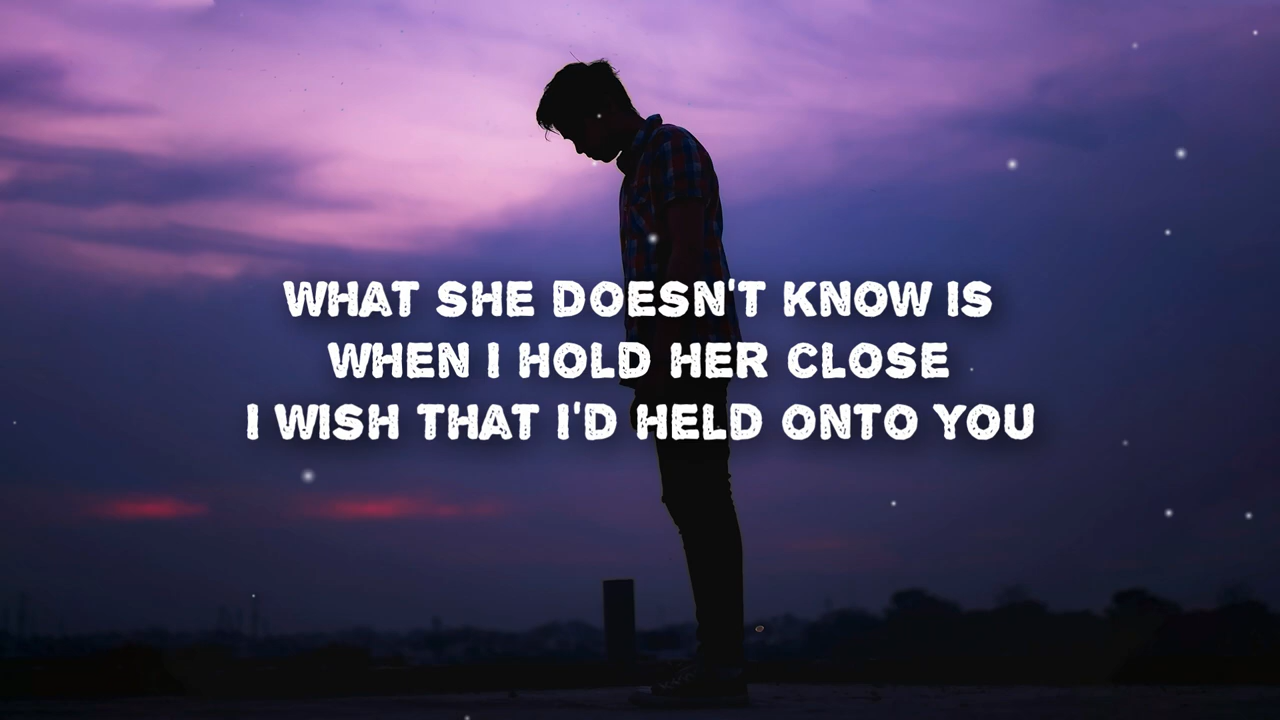 WHAT SHE DOESN'T KNOW IS
WHEN I HOLD HER CLOSE
I WISH THAT I'D HELD ONTO YOU